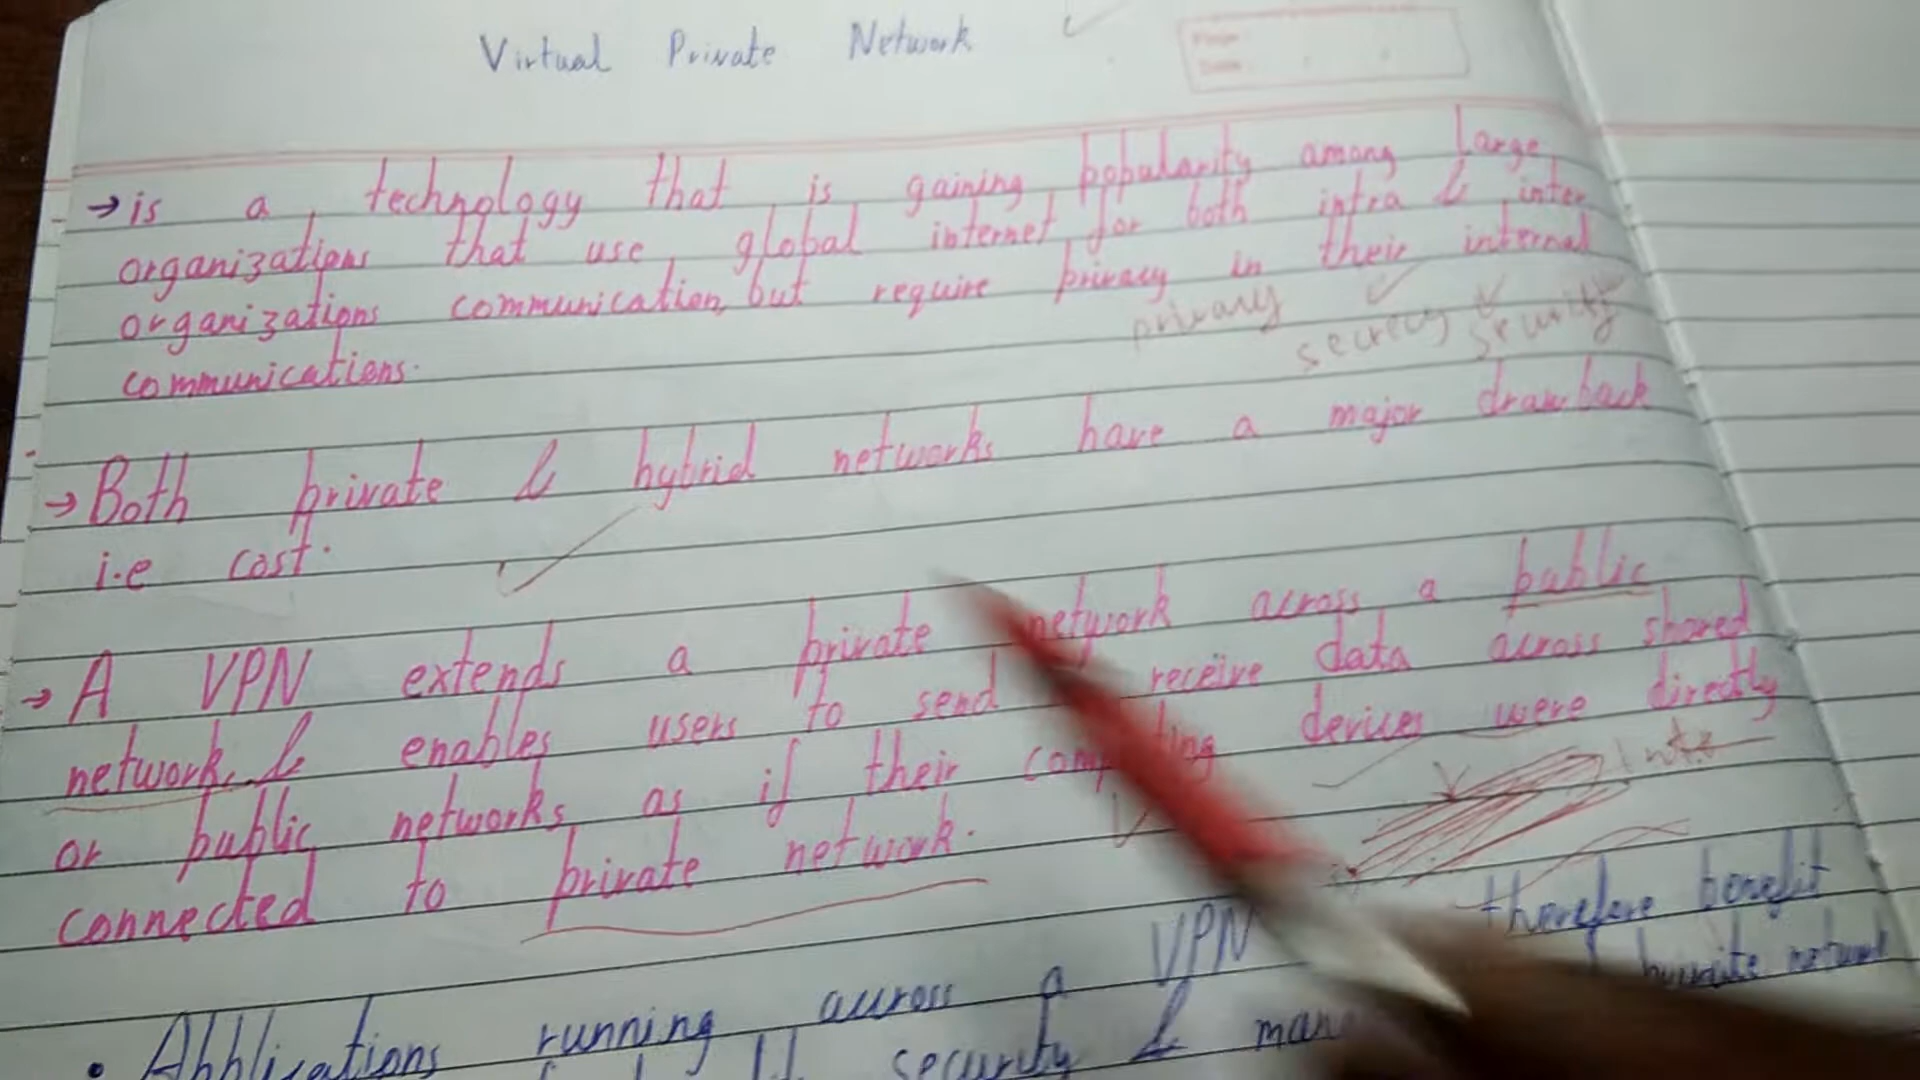 Virtual Private Network
→ is a technology that is gaining popularity among large
organizations that use global internet for both intra & inter
organizations communication, but require privacy in their internal
privacy secrecy security
communications.
→ Both private & hybrid networks have a major drawback
i.e cost.
→ A VPN extends a private network across a public
network & enables users to send receive data across shared
or public networks as if their computing devices were directly
connected to private network.
• Applications running across a VPN therefore benefit
security & private network